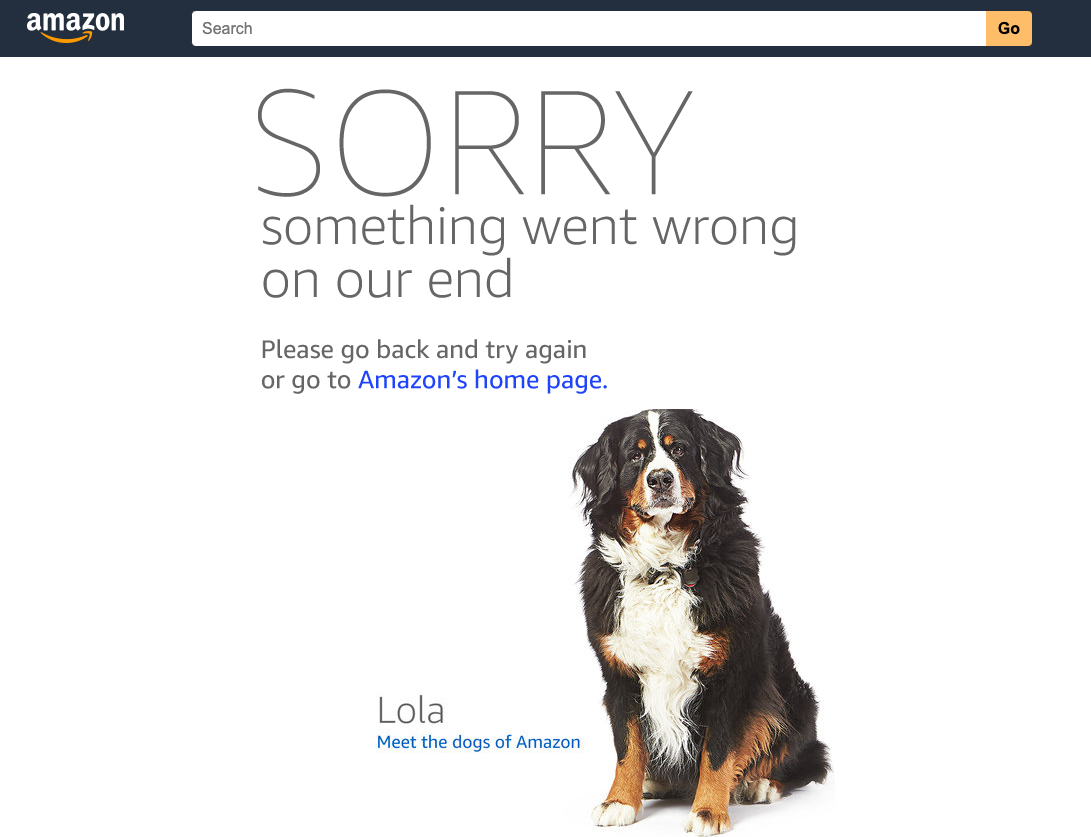 amazon
Search
Go
SORRY
something went wrong
on our end
Please go back and try again
or go to Amazon’s home page.
Lola
Meet the dogs of Amazon